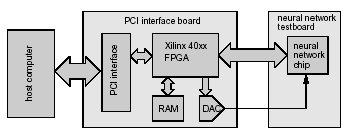 PCI interface board
neural network
testboard
host computer
PCI interface
Xilinx 40xx
FPGA
neural
network
chip
RAM
DAC